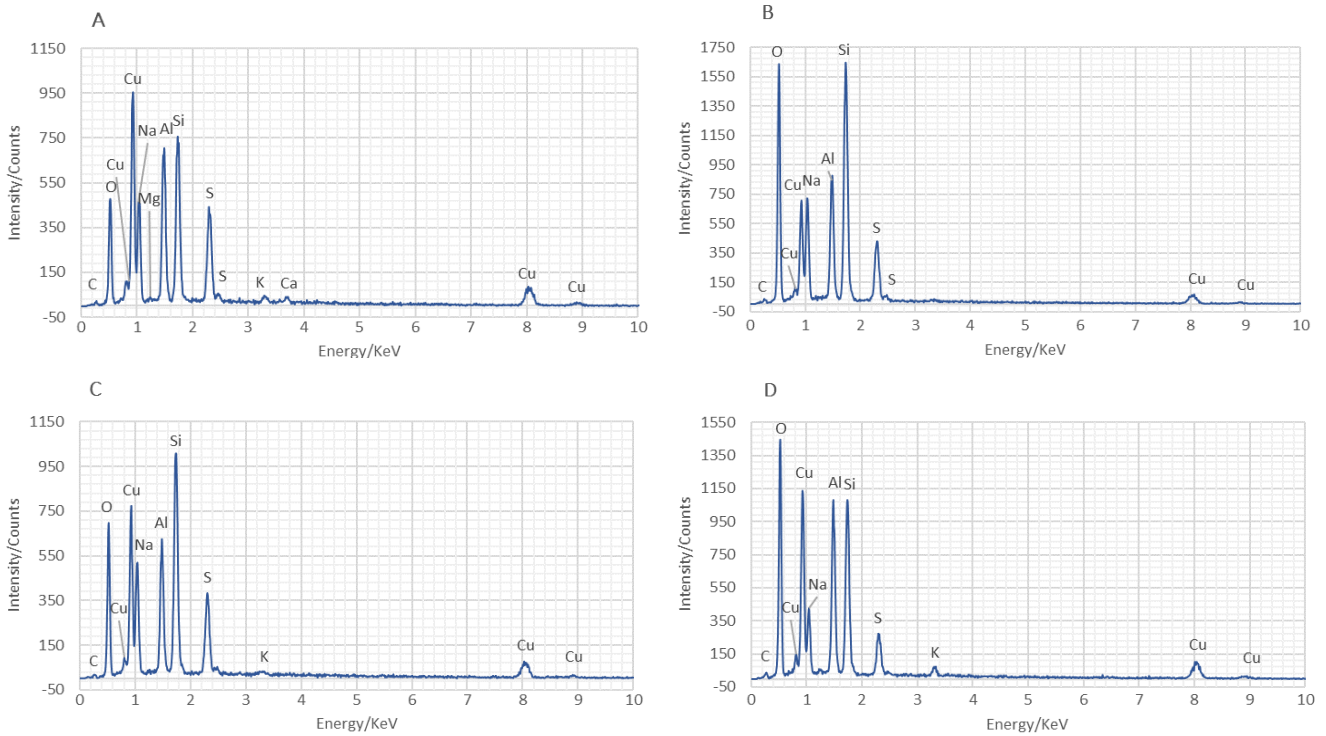 A
1150
950
750
550
350
150
-50
Intensity/Counts
C
O
Cu
Cu
Na
Mg
Al
Si
S
S
K
Ca
Cu
Cu
0 1 2 3 4 5 6 7 8 9 10
Energy/KeV
B
1750
1550
1350
1150
950
750
550
350
150
-50
Intensity/Counts
C
O
Cu
Cu
Na
Al
Si
S
S
Cu
Cu
0 1 2 3 4 5 6 7 8 9 10
Energy/KeV
C
1150
950
750
550
350
150
-50
Intensity/Counts
C
O
Cu
Cu
Na
Al
Si
S
K
Cu
Cu
0 1 2 3 4 5 6 7 8 9 10
Energy/KeV
D
1550
1350
1150
950
750
550
350
150
-50
Intensity/Counts
C
O
Cu
Cu
Na
Al
Si
S
K
Cu
Cu
0 1 2 3 4 5 6 7 8 9 10
Energy/KeV